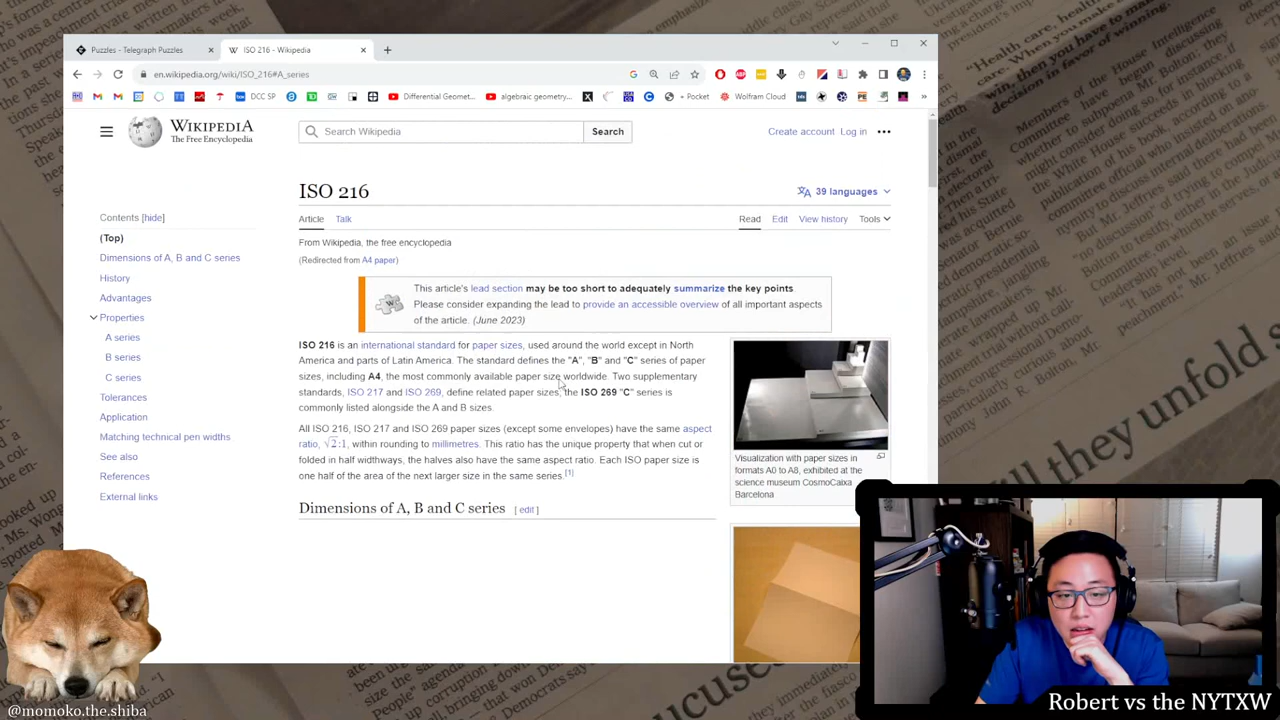 Puzzles - Telegraph Puzzles
ISO 216 - Wikipedia
en.wikipedia.org/wiki/ISO_216#A_series
DCC SP
Differential Geomet...
algebraic geometry...
+ Pocket
Wolfram Cloud
WIKIPEDIA
The Free Encyclopedia
Search Wikipedia
Search
Create account
Log in
ISO 216
39 languages
Article
Talk
Read
Edit
View history
Tools
From Wikipedia, the free encyclopedia
(Redirected from A4 paper)
Contents [hide]
(Top)
Dimensions of A, B and C series
History
Advantages
Properties
A series
B series
C series
Tolerances
Application
Matching technical pen widths
See also
References
External links
This article's lead section may be too short to adequately summarize the key points
Please consider expanding the lead to provide an accessible overview of all important aspects
of the article. (June 2023)
ISO 216 is an international standard for paper sizes, used around the world except in North
America and parts of Latin America. The standard defines the "A", "B" and "C" series of paper
sizes, including A4, the most commonly available paper size worldwide. Two supplementary
standards, ISO 217 and ISO 269, define related paper sizes, the ISO 269 "C" series is
commonly listed alongside the A and B sizes.
All ISO 216, ISO 217 and ISO 269 paper sizes (except some envelopes) have the same aspect
ratio, √2:1, within rounding to millimetres. This ratio has the unique property that when cut or
folded in half widthways, the halves also have the same aspect ratio. Each ISO paper size is
one half of the area of the next larger size in the same series.[1]
Dimensions of A, B and C series [ edit ]
Visualization with paper sizes in
formats A0 to A8, exhibited at the
science museum CosmoCaixa
Barcelona
@momoko.the.shiba
Robert vs the NYTXW